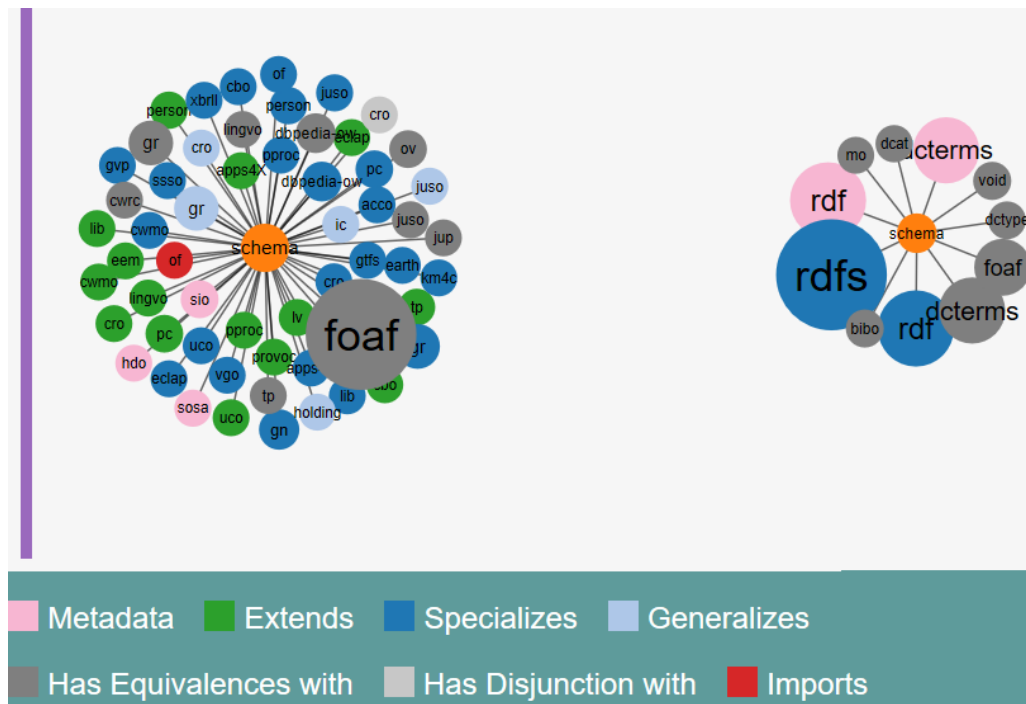 of
cbo
juso
xbrll
person
person
cro
lingvo
dbpedia-ow
eclap
gr
cro
pproc
ov
gvp
ssso
apps4X
dbpedia-ow
pc
juso
cwrc
gr
acco
lib
cwmo
ic
juso
jup
schema
eem
of
gtfs
earth
km4c
cwmo
lingvo
sio
cro
tp
cro
pc
pproc
lv
foaf
gr
hdo
uco
provoc
eclap
vgo
apps
sosa
tp
lib
uco
holding
gn
mo
dcat
dcterms
void
rdf
dctype
schema
rdfs
foaf
bibo
rdf
dcterms
Metadata
Extends
Specializes
Generalizes
Has Equivalences with
Has Disjunction with
Imports